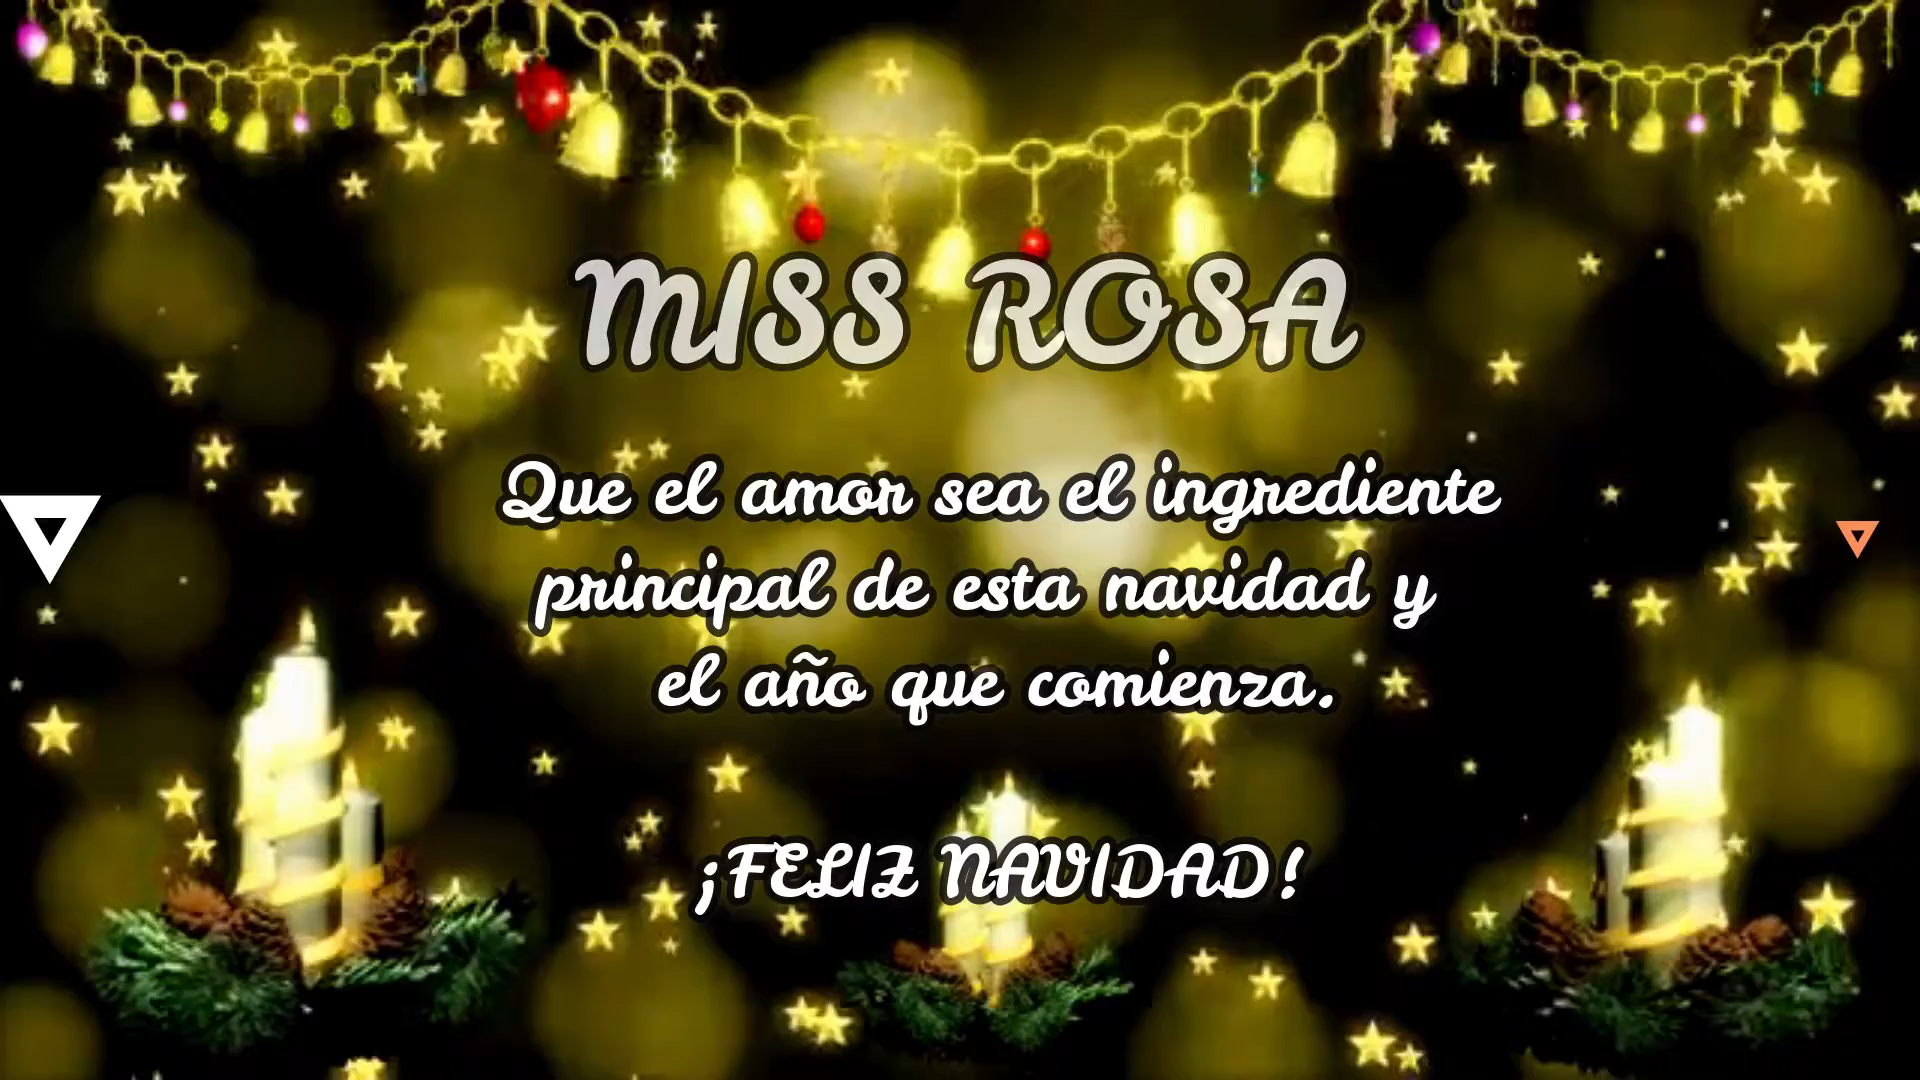 MISS ROSA
Que el amor sea el ingrediente
principal de esta navidad y
el año que comienza.
¡FELIZ NAVIDAD!